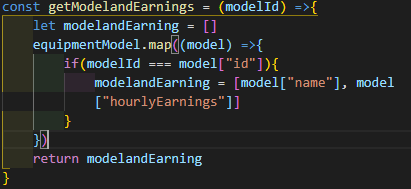 const getModelandEarnings = (modelId) =>{
let modelandEarning = []
equipmentModel.map((model) =>{
if(modelId === model["id"]){
modelandEarning = [model["name"], model
["hourlyEarnings"]]
}
})
return modelandEarning
}